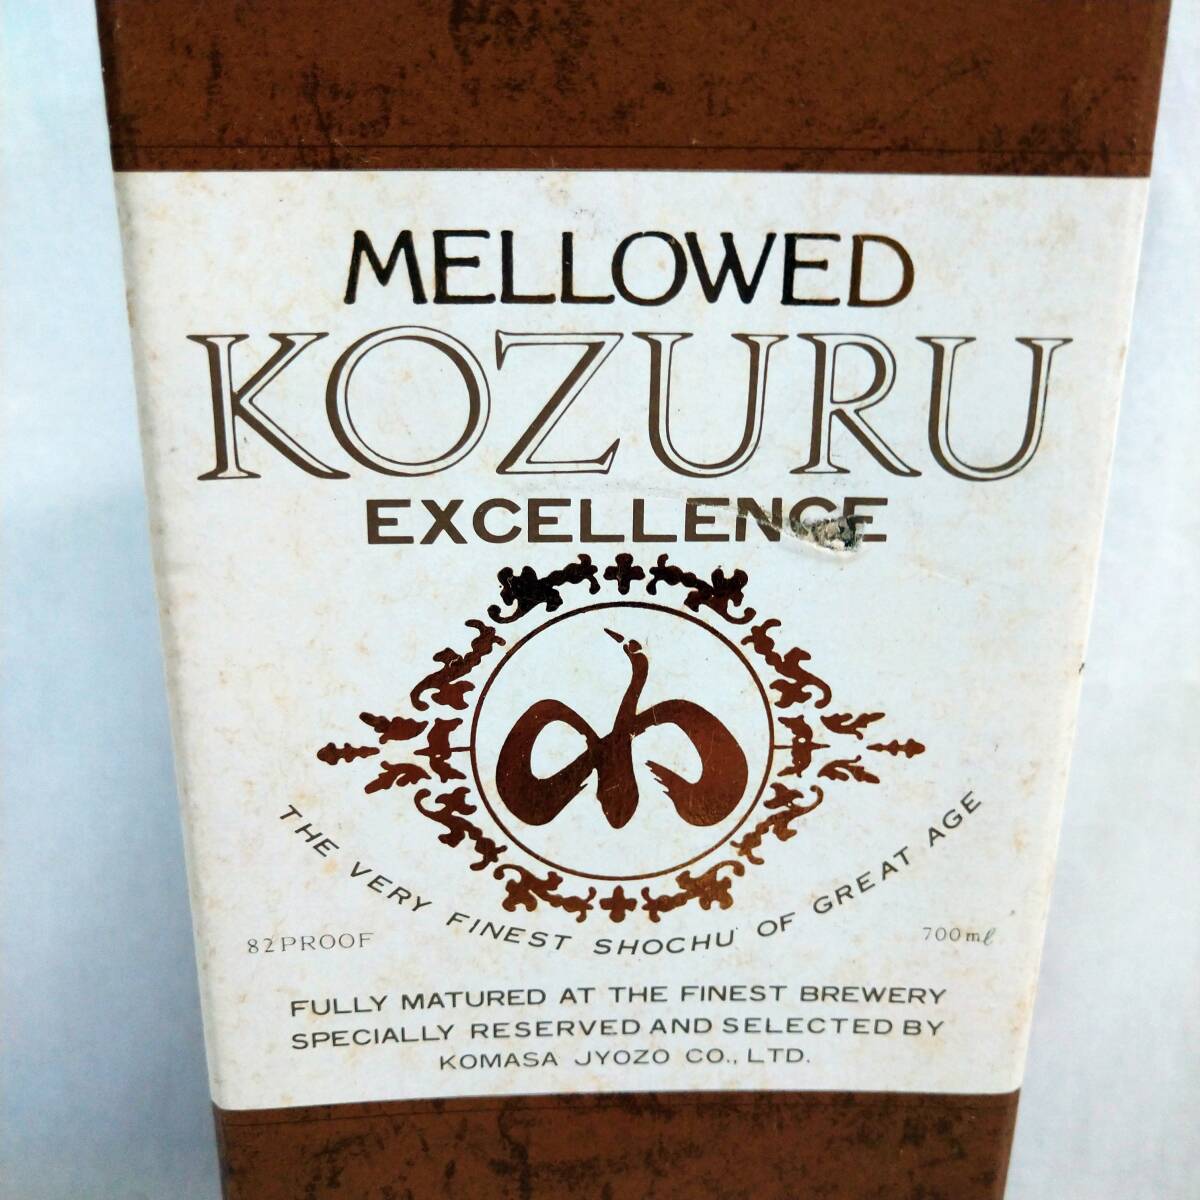 MELLOWED
KOZURU
EXCELLENCE
THE VERY FINEST SHOCHU OF GREAT AGE
82PROOF
700ml
FULLY MATURED AT THE FINEST BREWERY
SPECIALLY RESERVED AND SELECTED BY
KOMASA JYOZO CO., LTD.